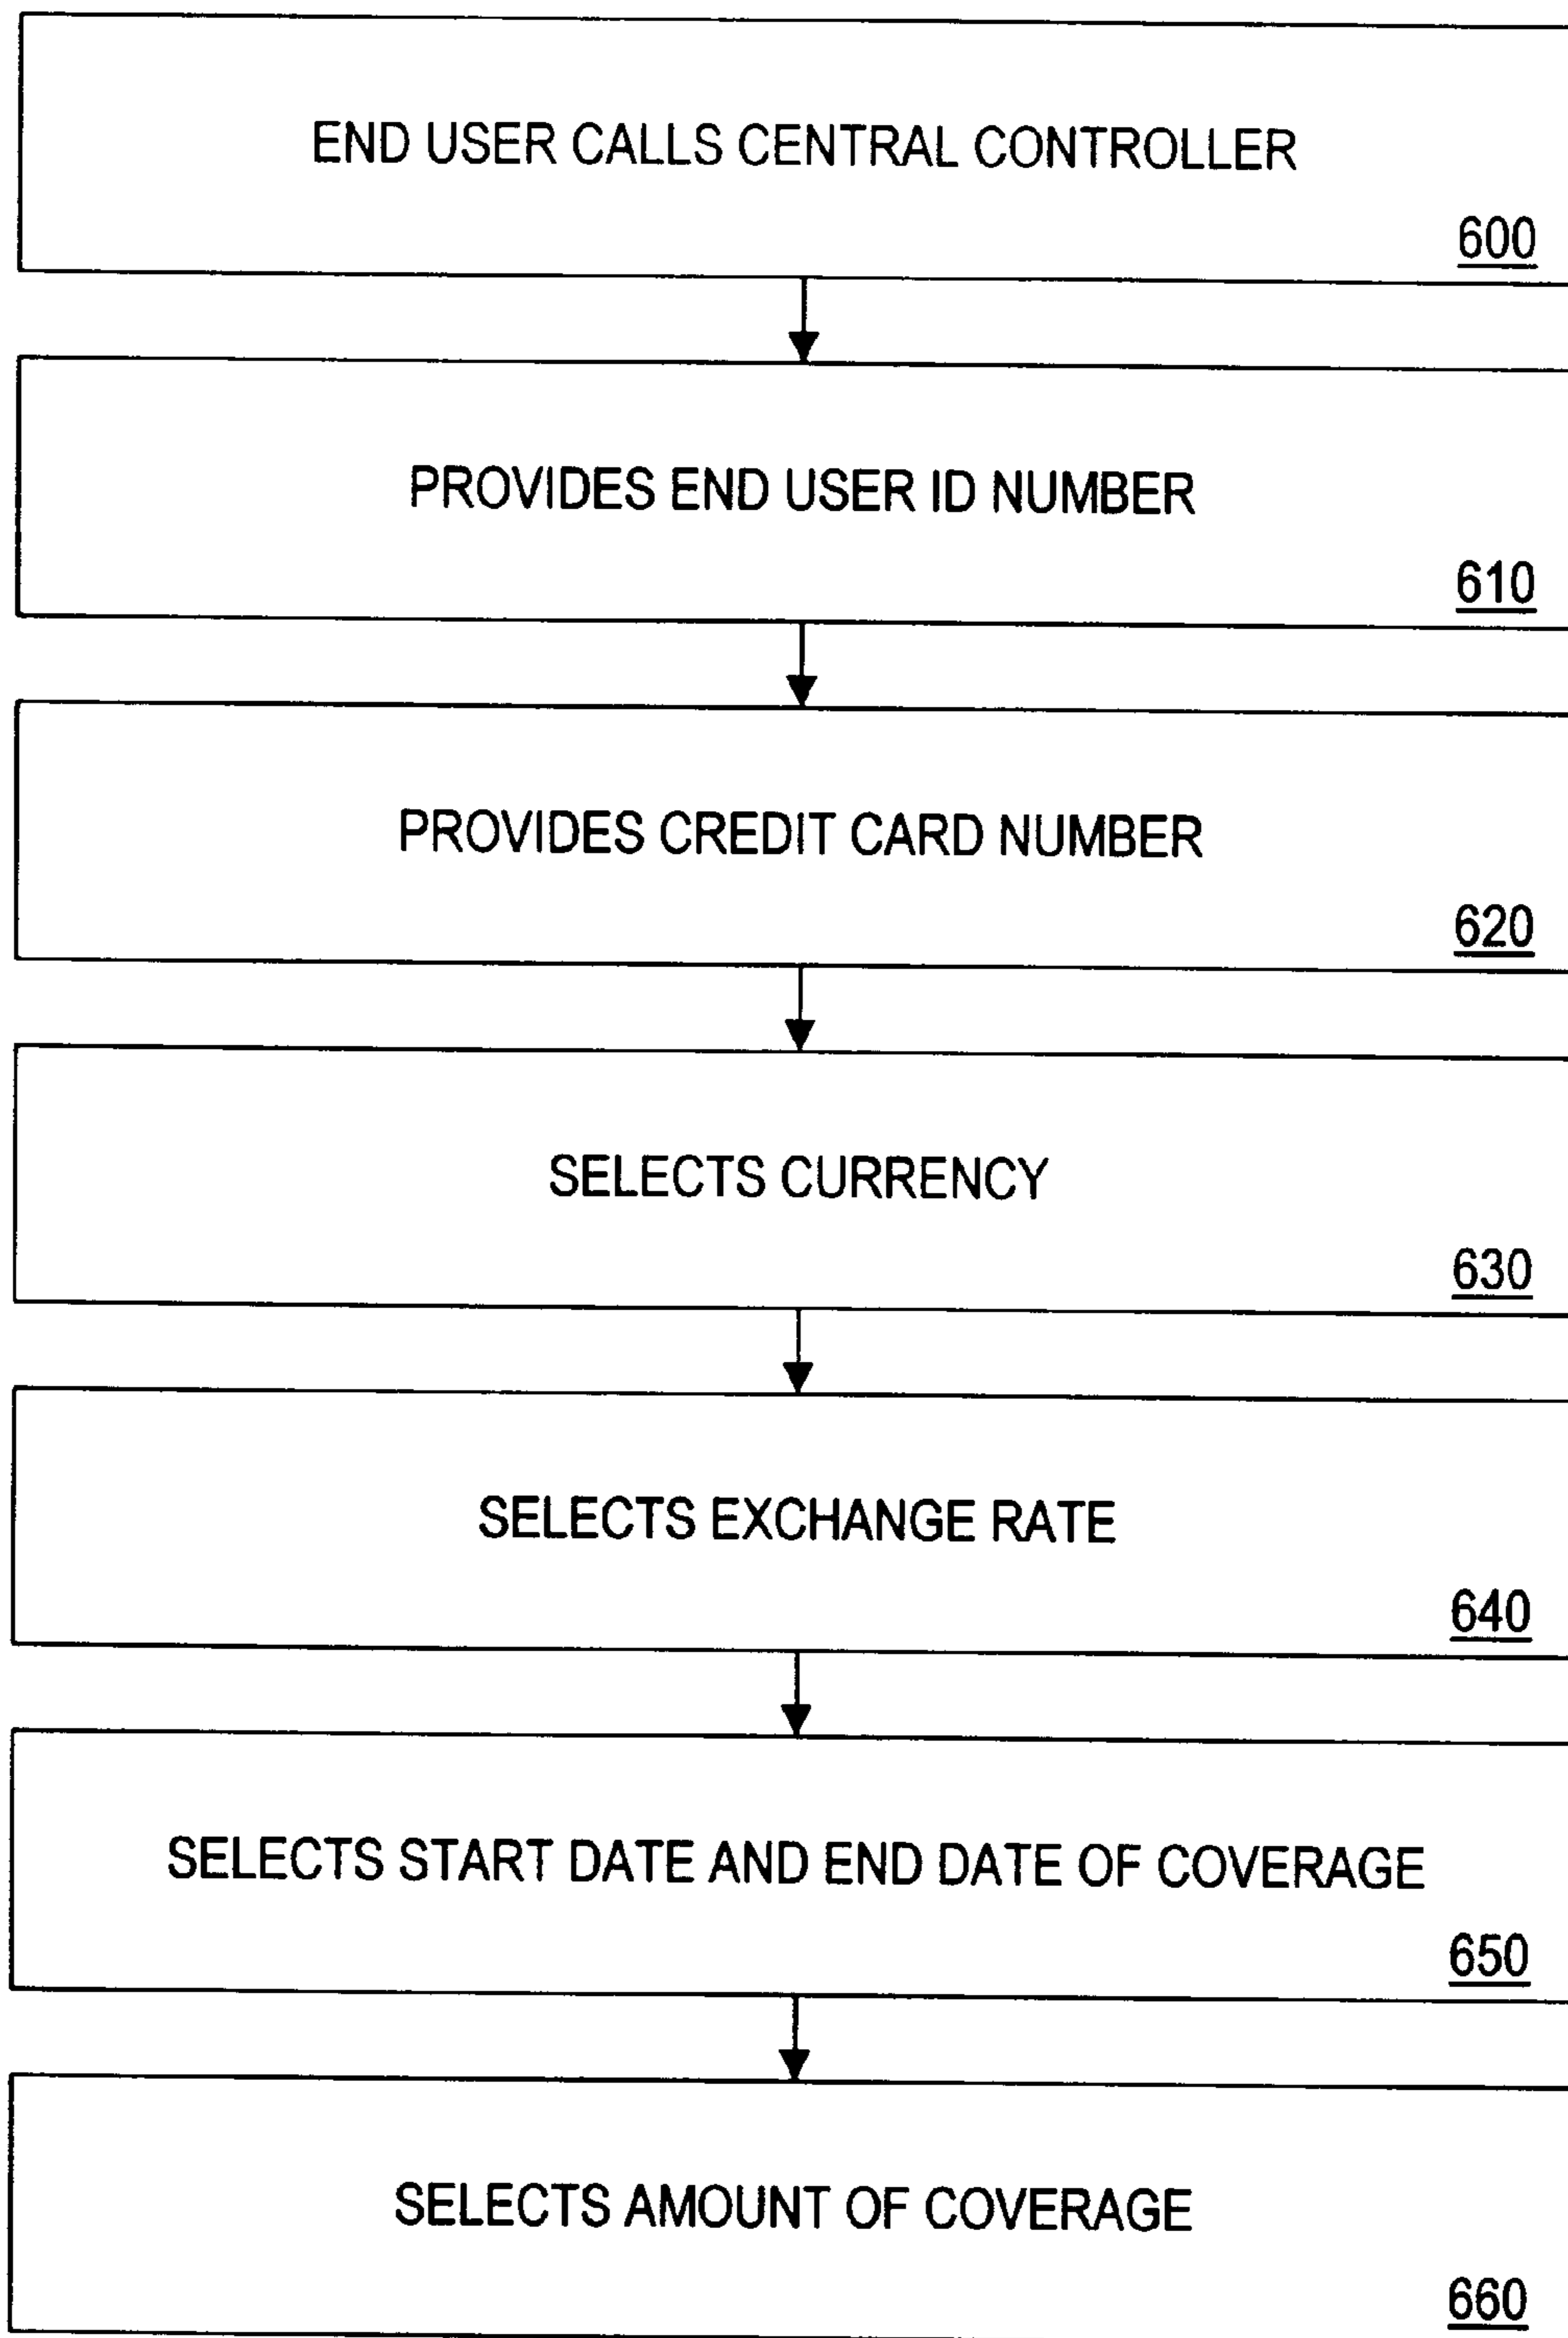 END USER CALLS CENTRAL CONTROLLER
600
PROVIDES END USER ID NUMBER
610
PROVIDES CREDIT CARD NUMBER
620
SELECTS CURRENCY
630
SELECTS EXCHANGE RATE
640
SELECTS START DATE AND END DATE OF COVERAGE
650
SELECTS AMOUNT OF COVERAGE
660